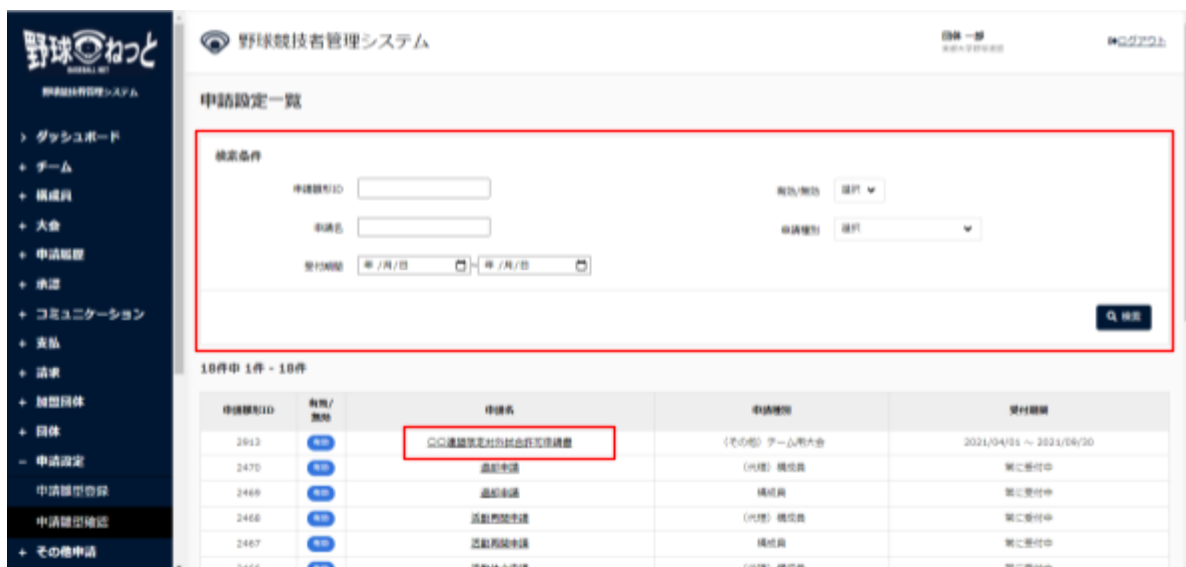 野球ねっと
BASEBALL NET
野球競技者管理システム
野球競技者管理システム
団体 一部
ログアウト
申請設定一覧
> ダッシュボード
+ チーム
+ 構成員
+ 大会
+ 申請履歴
+ 承認
+ コミュニケーション
+ 支払
+ 請求
+ 加盟団体
+ 団体
- 申請設定
申請雛型登録
申請雛型確認
+ その他申請
検索条件
申請雛形ID
有効/無効 選択
申請名
申請種別 選択
受付期間 年 /月/日 ~ 年 /月/日
検索
18件中 1件 - 18件
申請雛形ID 有効/無効 申請名 申請種別 受付期間
2913 有効 〇〇連盟限定対外試合許可申請書 (その他) チーム用大会 2021/04/01 ~ 2021/09/30
2470 有効 退部申請 (代理) 構成員 常に受付中
2469 有効 退部申請 構成員 常に受付中
2468 有効 活動再開申請 (代理) 構成員 常に受付中
2467 有効 活動再開申請 構成員 常に受付中